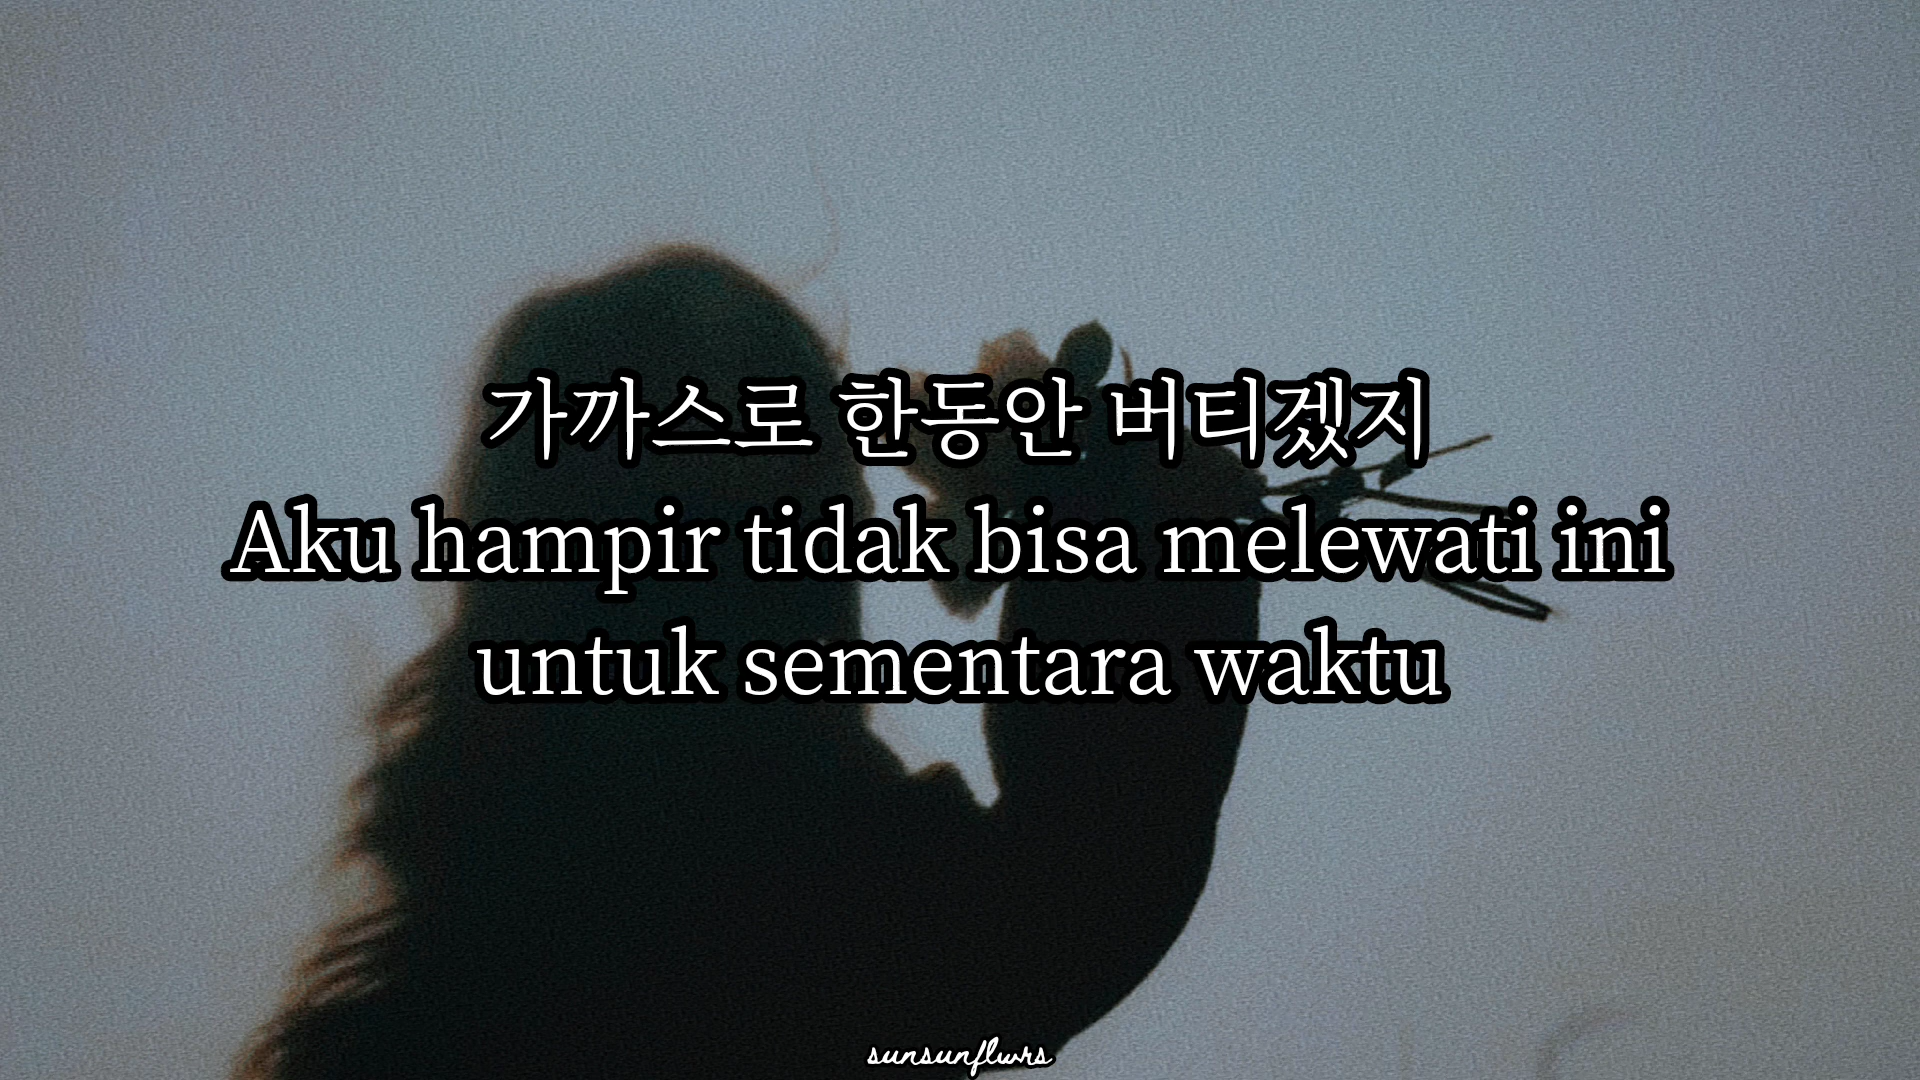 가까스로 한동안 버티겠지
Aku hampir tidak bisa melewati ini
untuk sementara waktu
sunsunflwrs